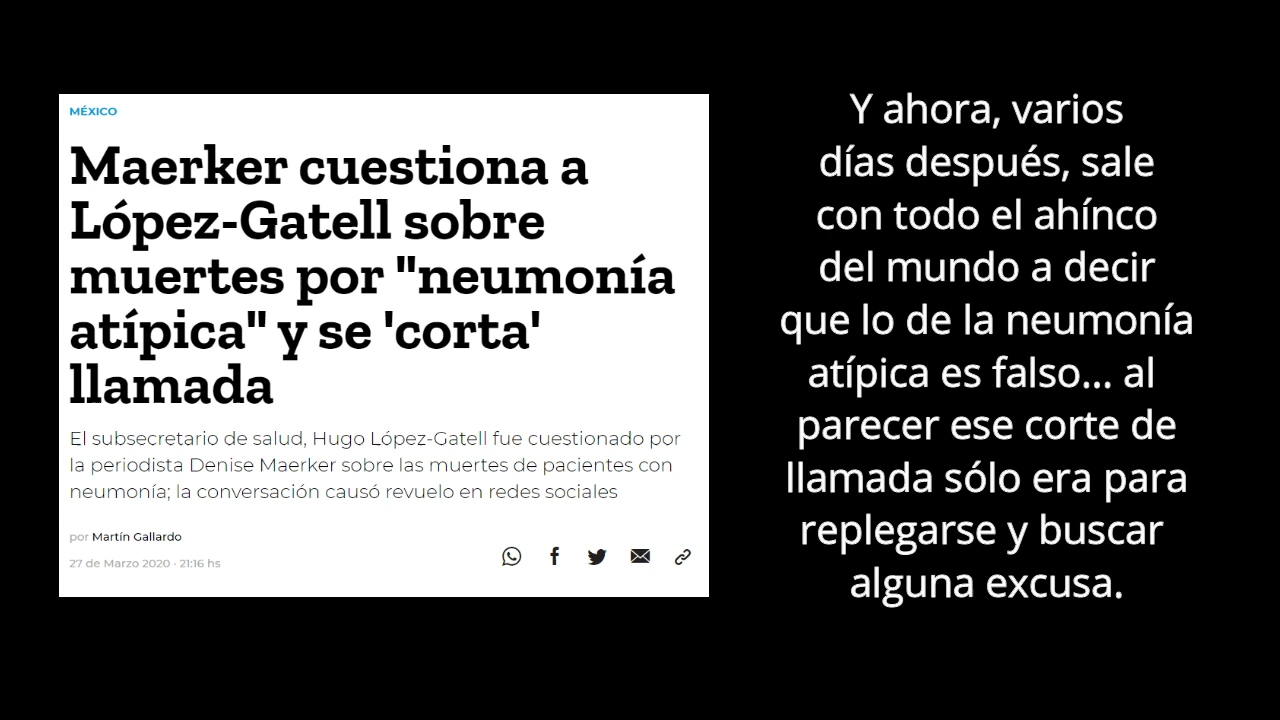 MÉXICO
Maerker cuestiona a
López-Gatell sobre
muertes por "neumonía
atípica" y se 'corta'
llamada
El subsecretario de salud, Hugo López-Gatell fue cuestionado por
la periodista Denise Maerker sobre las muertes de pacientes con
neumonía; la conversación causó revuelo en redes sociales
por Martín Gallardo
27 de Marzo 2020 · 21:16 hs
Y ahora, varios
días después, sale
con todo el ahínco
del mundo a decir
que lo de la neumonía
atípica es falso... al
parecer ese corte de
llamada sólo era para
replegarse y buscar
alguna excusa.